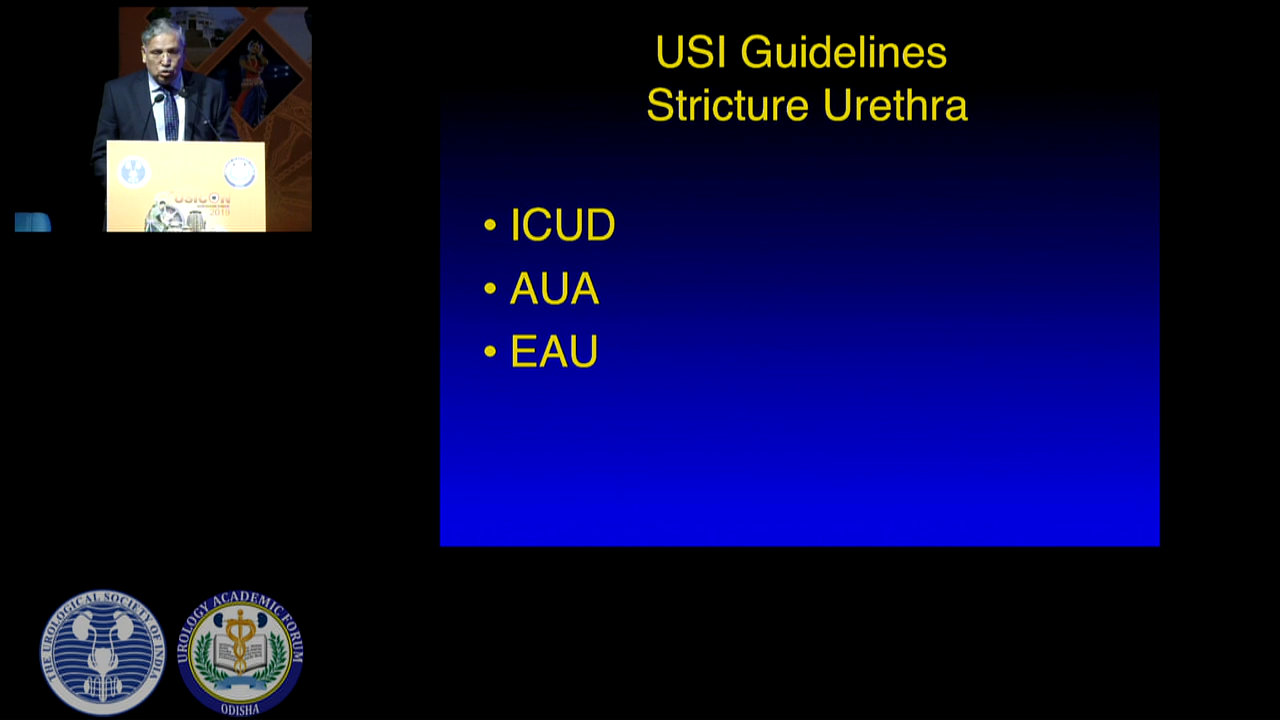 USI Guidelines
Stricture Urethra
• ICUD
• AUA
• EAU
USICON
2019
THE UROLOGICAL SOCIETY OF INDIA
UROLOGY ACADEMIC FORUM
ODISHA